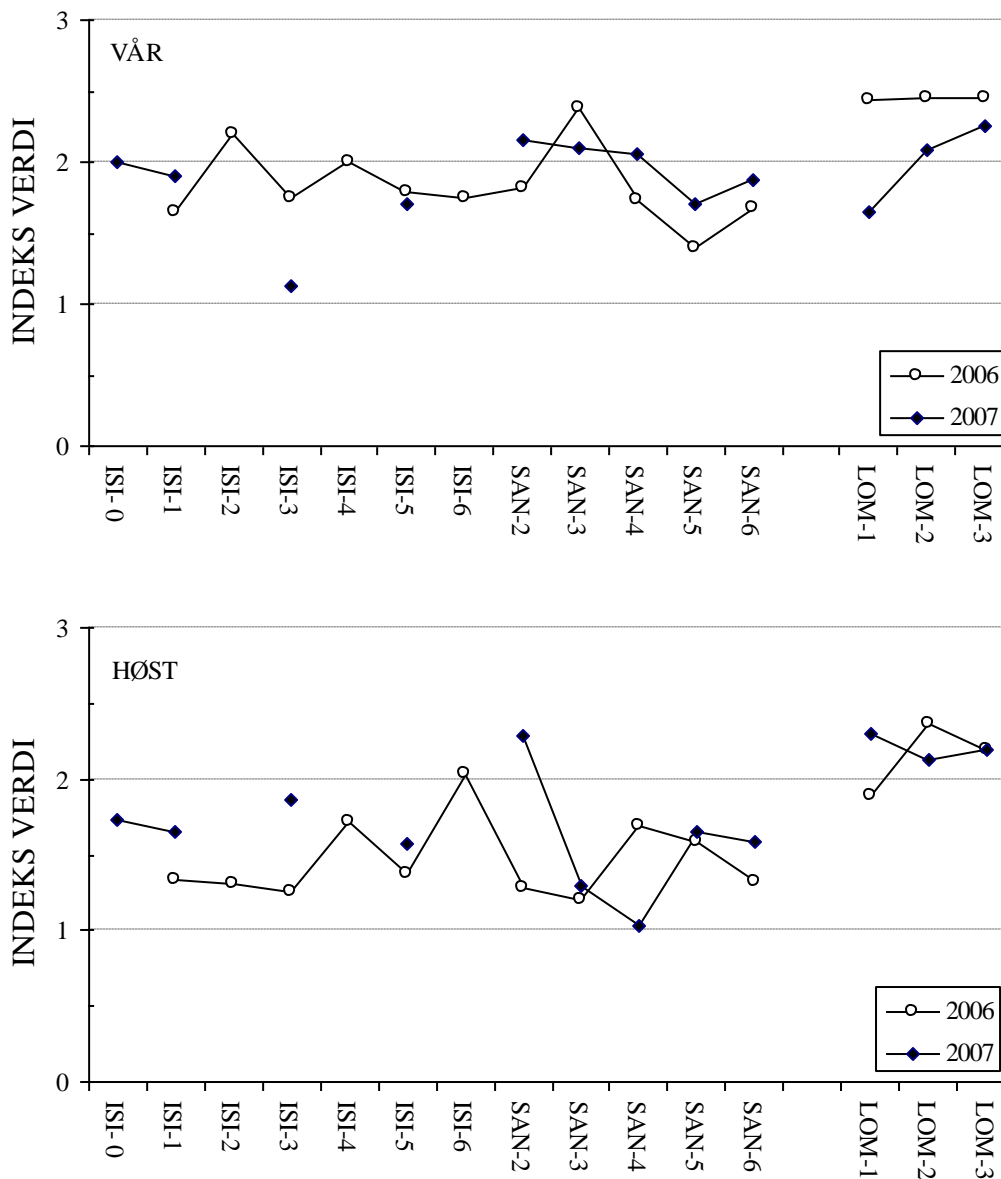 3
VÅR
2
1
0
INDEKS VERDI
2006
2007
ISI-0
ISI-1
ISI-2
ISI-3
ISI-4
ISI-5
ISI-6
SAN-2
SAN-3
SAN-4
SAN-5
SAN-6
LOM-1
LOM-2
LOM-3
3
HØST
2
1
0
INDEKS VERDI
2006
2007
ISI-0
ISI-1
ISI-2
ISI-3
ISI-4
ISI-5
ISI-6
SAN-2
SAN-3
SAN-4
SAN-5
SAN-6
LOM-1
LOM-2
LOM-3